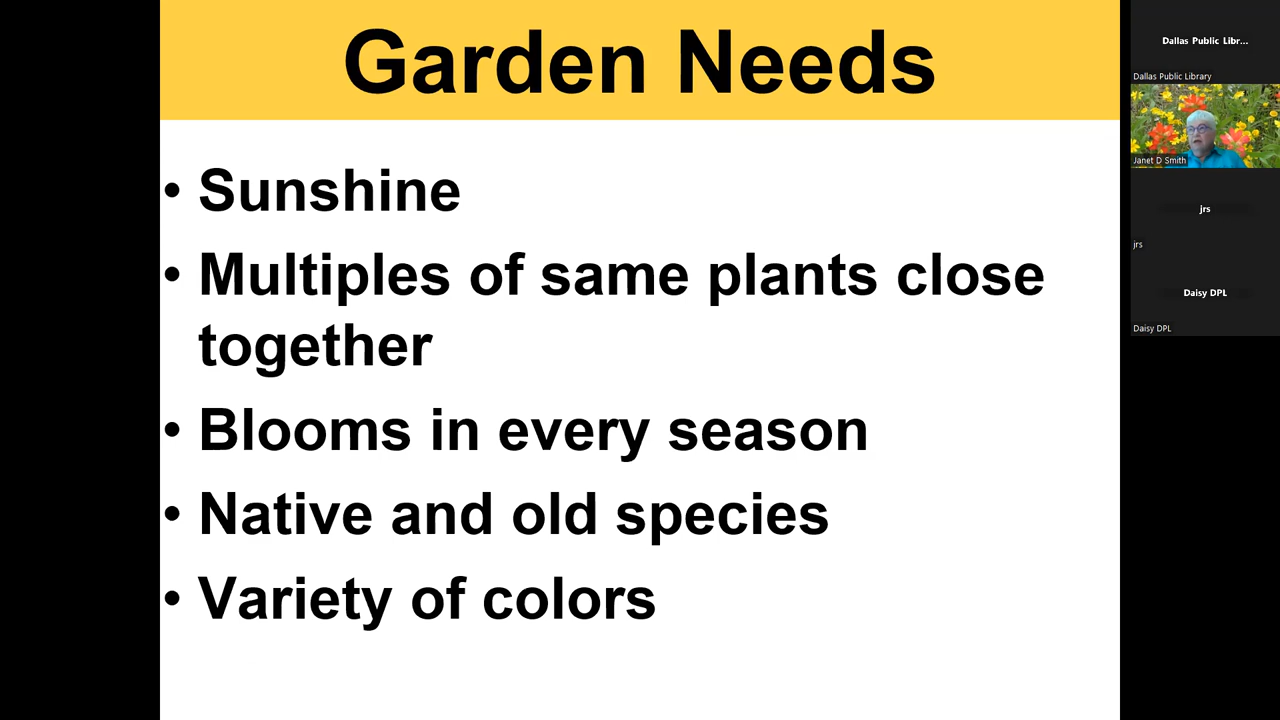 Garden Needs
• Sunshine
• Multiples of same plants close
together
• Blooms in every season
• Native and old species
• Variety of colors
Dallas Public Libr...
Dallas Public Library
Janet D Smith
jrs
jrs
Daisy DPL
Daisy DPL